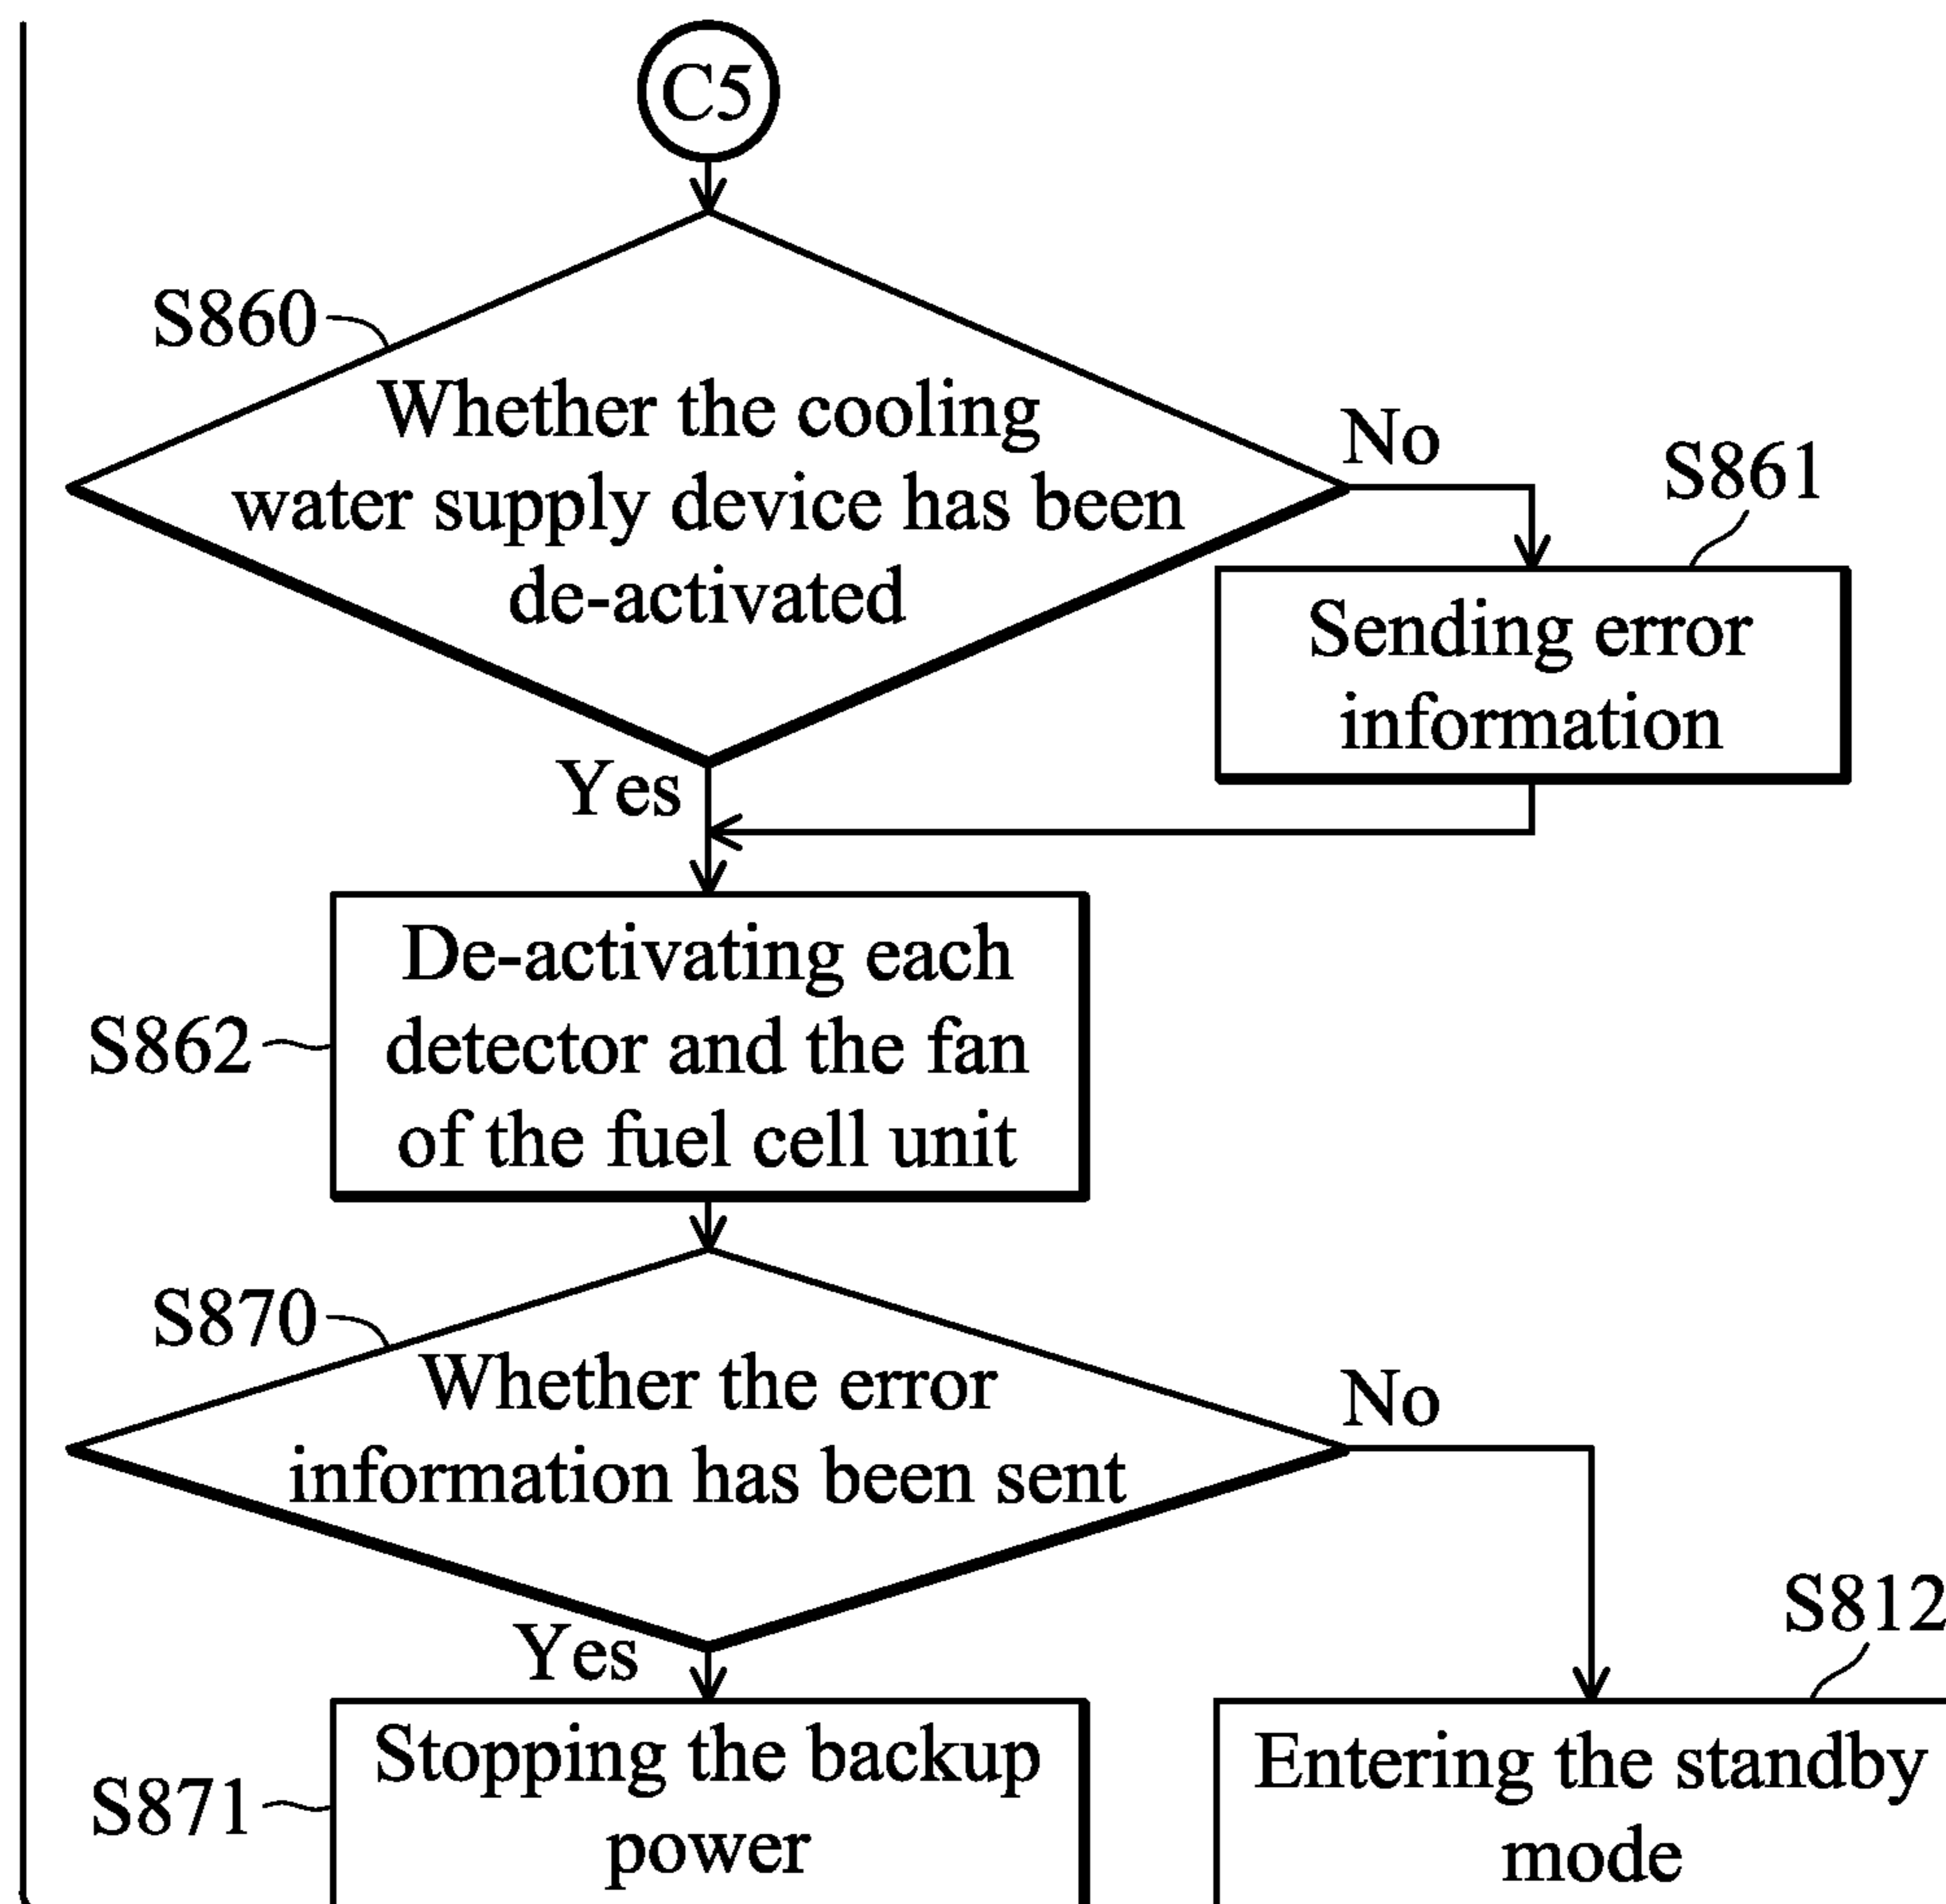 C5
S860
Whether the cooling
water supply device has been
de-activated
No
S861
Sending error
information
Yes
S862
De-activating each
detector and the fan
of the fuel cell unit
S870
Whether the error
information has been sent
No
Yes
S812
S871
Stopping the backup
power
Entering the standby
mode